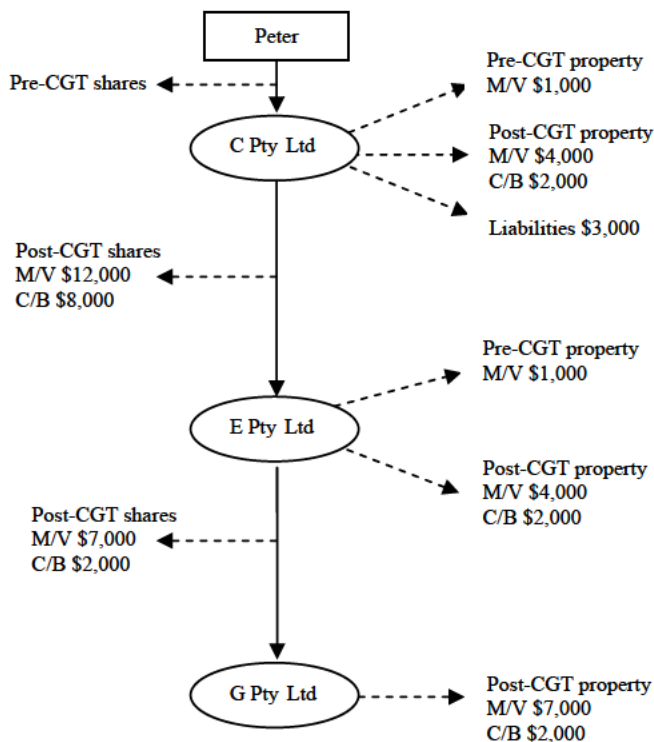 Peter
Pre-CGT shares
Pre-CGT property
M/V $1,000
C Pty Ltd
Post-CGT property
M/V $4,000
C/B $2,000
Liabilities $3,000
Post-CGT shares
M/V $12,000
C/B $8,000
Pre-CGT property
M/V $1,000
E Pty Ltd
Post-CGT property
M/V $4,000
C/B $2,000
Post-CGT shares
M/V $7,000
C/B $2,000
G Pty Ltd
Post-CGT property
M/V $7,000
C/B $2,000